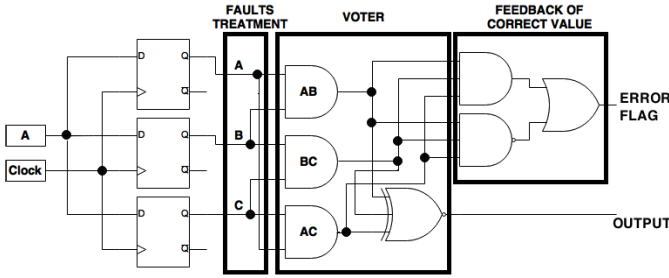 FAULTS
TREATMENT
VOTER
FEEDBACK OF
CORRECT VALUE
D Q
Q
A
AB
ERROR
FLAG
A
D Q
Q
B
BC
Clock
D Q
Q
C
AC
OUTPUT